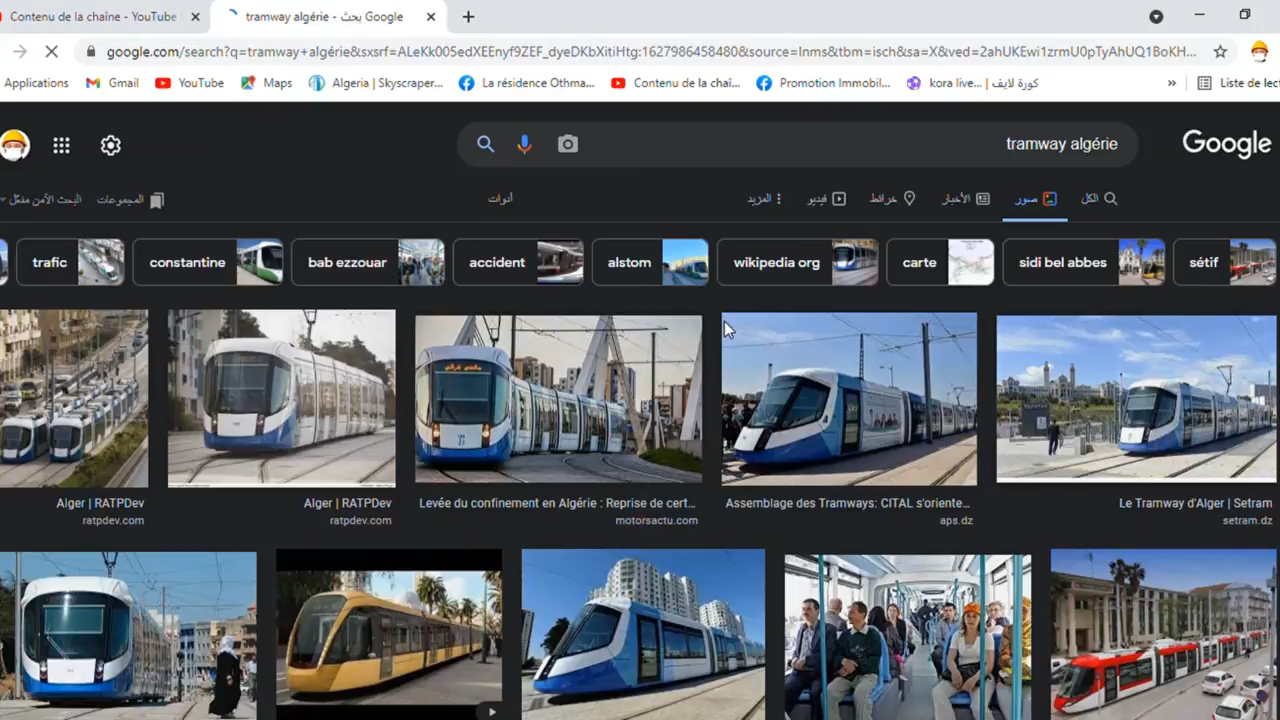 Contenu de la chaîne - YouTube
tramway algérie - بحث Google
google.com/search?q=tramway+algérie&sxsrf=ALeKk005edXEEnyf9ZEF_dyeDKbXitiHtg:1627986458480&source=lnms&tbm=isch&sa=X&ved=2ahUKEwi1zrmU0pTyAhUQ1BoKH...
Applications Gmail YouTube Maps Algeria | Skyscraper... La résidence Othma... Contenu de la chaî... Promotion Immobil... kora live... | كورة لايف » Liste de lec
tramway algérie Google
الكل صور الأخبار خرائط فيديو المزيد أدوات المجموعات البحث الآمن مفعّل
trafic constantine bab ezzouar accident alstom wikipedia org carte sidi bel abbes sétif
Alger | RATPDev Alger | RATPDev Levée du confinement en Algérie : Reprise de cert... Assemblage des Tramways: CITAL s'oriente... Le Tramway d'Alger | Setram
ratpdev.com ratpdev.com motorsactu.com aps.dz setram.dz